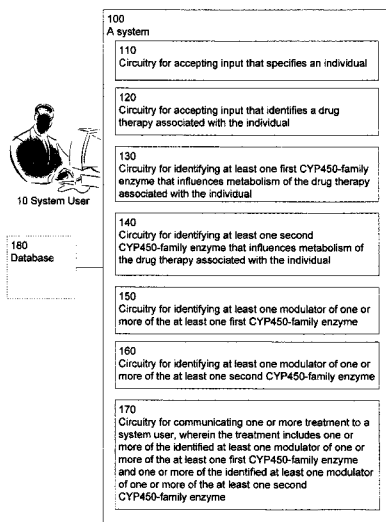 100
A system
110
Circuitry for accepting input that specifies an individual
120
Circuitry for accepting input that identifies a drug
therapy associated with the individual
130
Circuitry for identifying at least one first CYP450-family
enzyme that influences metabolism of the drug therapy
associated with the individual
10 System User
140
Circuitry for identifying at least one second
CYP450-family enzyme that influences metabolism of
the drug therapy associated with the individual
180
Database
150
Circuitry for identifying at least one modulator of one or
more of the at least one first CYP450-family enzyme
160
Circuitry for identifying at least one modulator of one or
more of the at least one second CYP450-family enzyme
170
Circuitry for communicating one or more treatment to a
system user, wherein the treatment includes one or
more of the identified at least one modulator of one or
more of the at least one first CYP450-family enzyme
and one or more of the identified at least one modulator
of one or more of the at least one second
CYP450-family enzyme